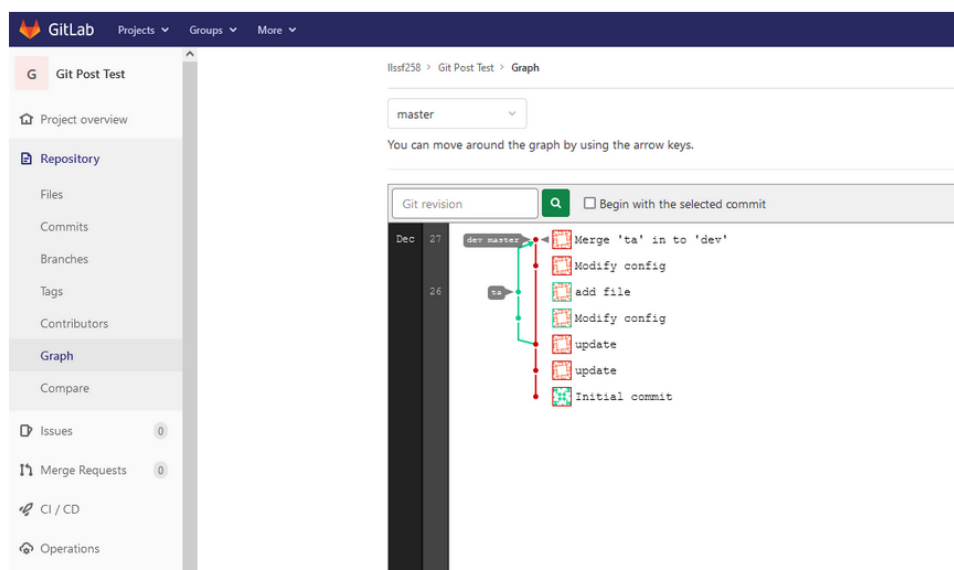 GitLab Projects Groups More
G Git Post Test
Project overview
Repository
Files
Commits
Branches
Tags
Contributors
Graph
Compare
Issues 0
Merge Requests 0
CI / CD
Operations
llssf258 > Git Post Test > Graph
master
You can move around the graph by using the arrow keys.
Git revision Begin with the selected commit
Dec 27 dev master Merge 'ta' in to 'dev'
Modify config
26 ta add file
Modify config
update
update
Initial commit